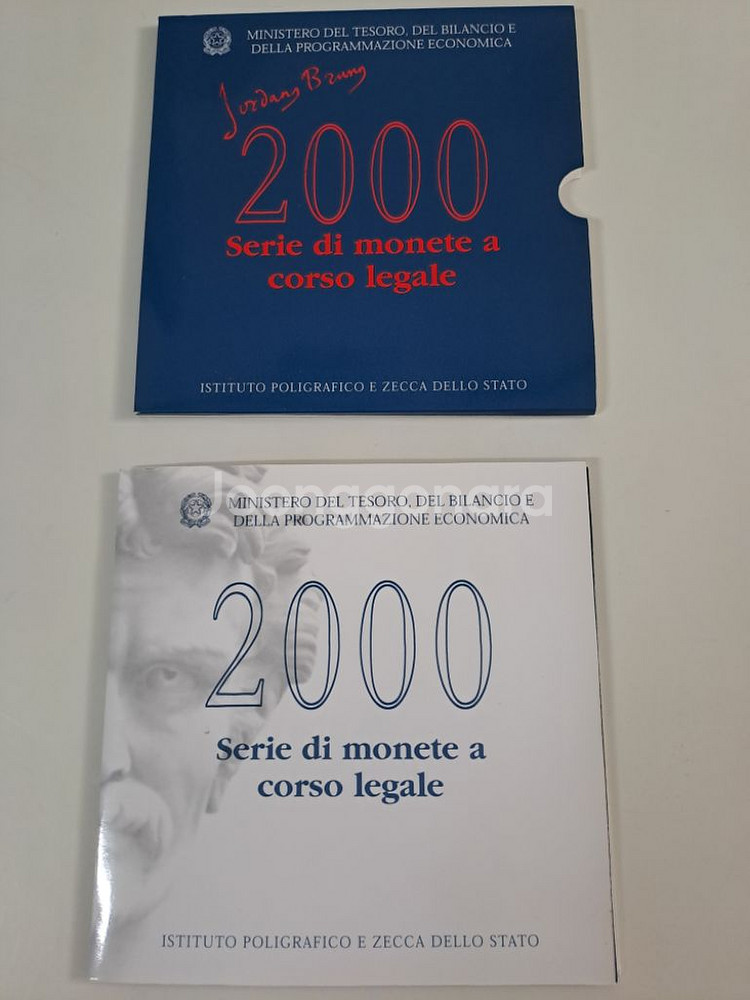 MINISTERO DEL TESORO, DEL BILANCIO E
DELLA PROGRAMMAZIONE ECONOMICA
Jordanus Brunus
2000
Serie di monete a
corso legale
ISTITUTO POLIGRAFICO E ZECCA DELLO STATO
Joonggonara
MINISTERO DEL TESORO, DEL BILANCIO E
DELLA PROGRAMMAZIONE ECONOMICA
2000
Serie di monete a
corso legale
ISTITUTO POLIGRAFICO E ZECCA DELLO STATO